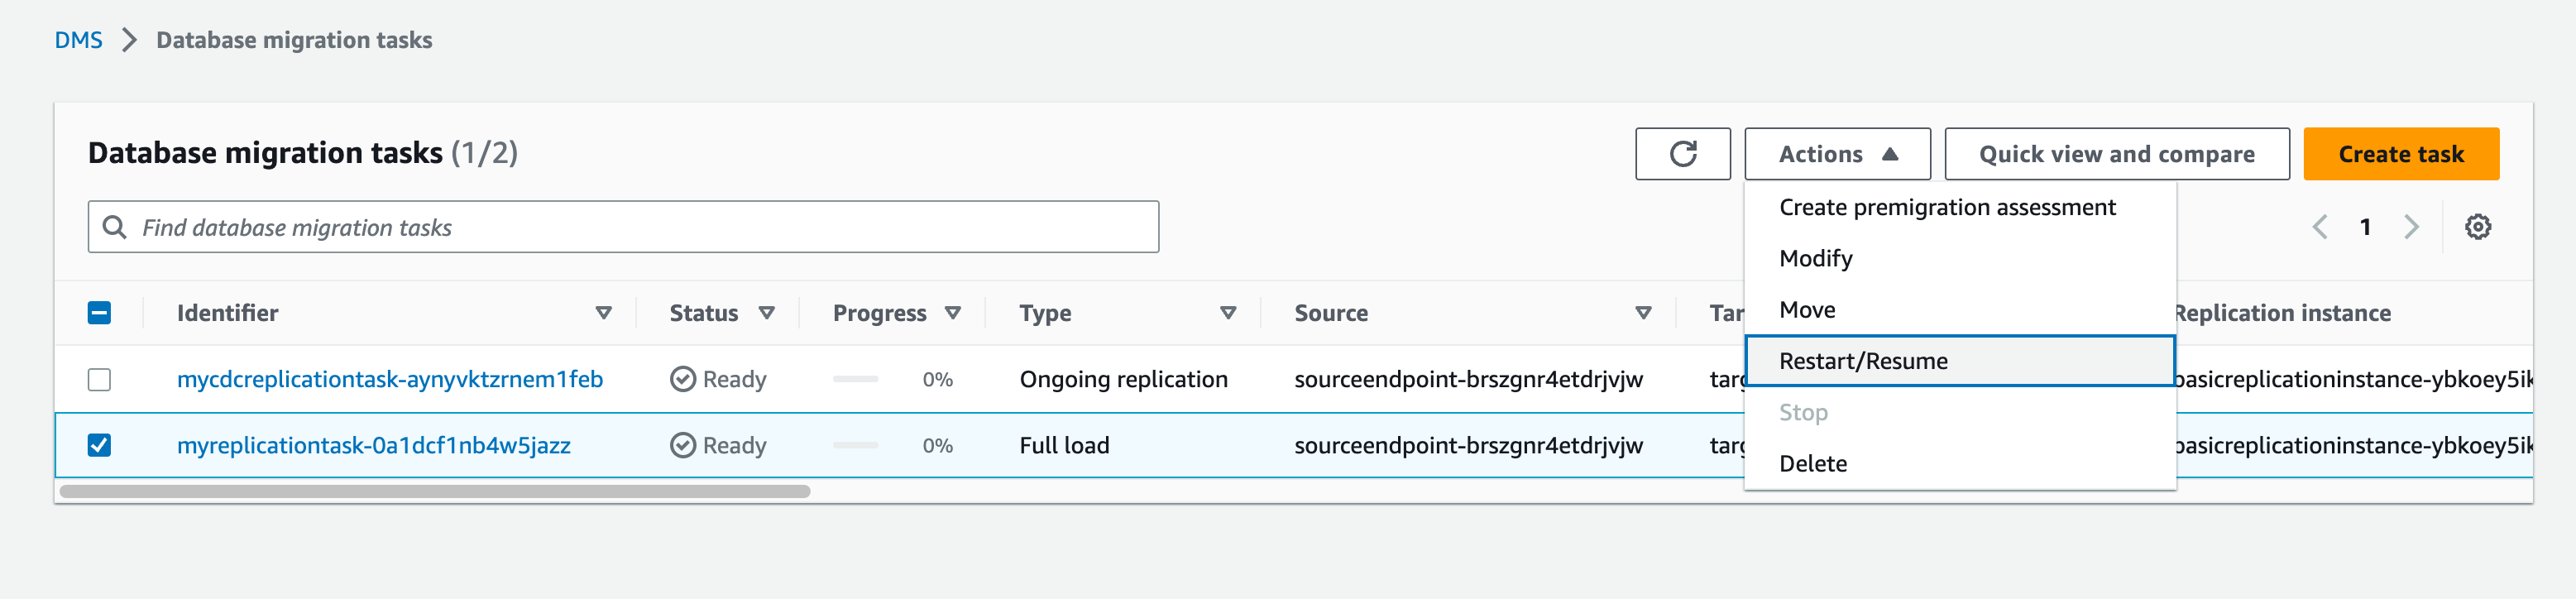 DMS > Database migration tasks
Database migration tasks (1/2)
Actions
Quick view and compare
Create task
Find database migration tasks
Create premigration assessment
Modify
Move
Restart/Resume
Stop
Delete
1
Identifier Status Progress Type Source Tar Replication instance
mycdcreplicationtask-aynyvktzrnem1feb Ready 0% Ongoing replication sourceendpoint-brszgnr4etdrjvjw targ basicreplicationinstance-ybkoey5ik
myreplicationtask-0a1dcf1nb4w5jazz Ready 0% Full load sourceendpoint-brszgnr4etdrjvjw targ basicreplicationinstance-ybkoey5ik